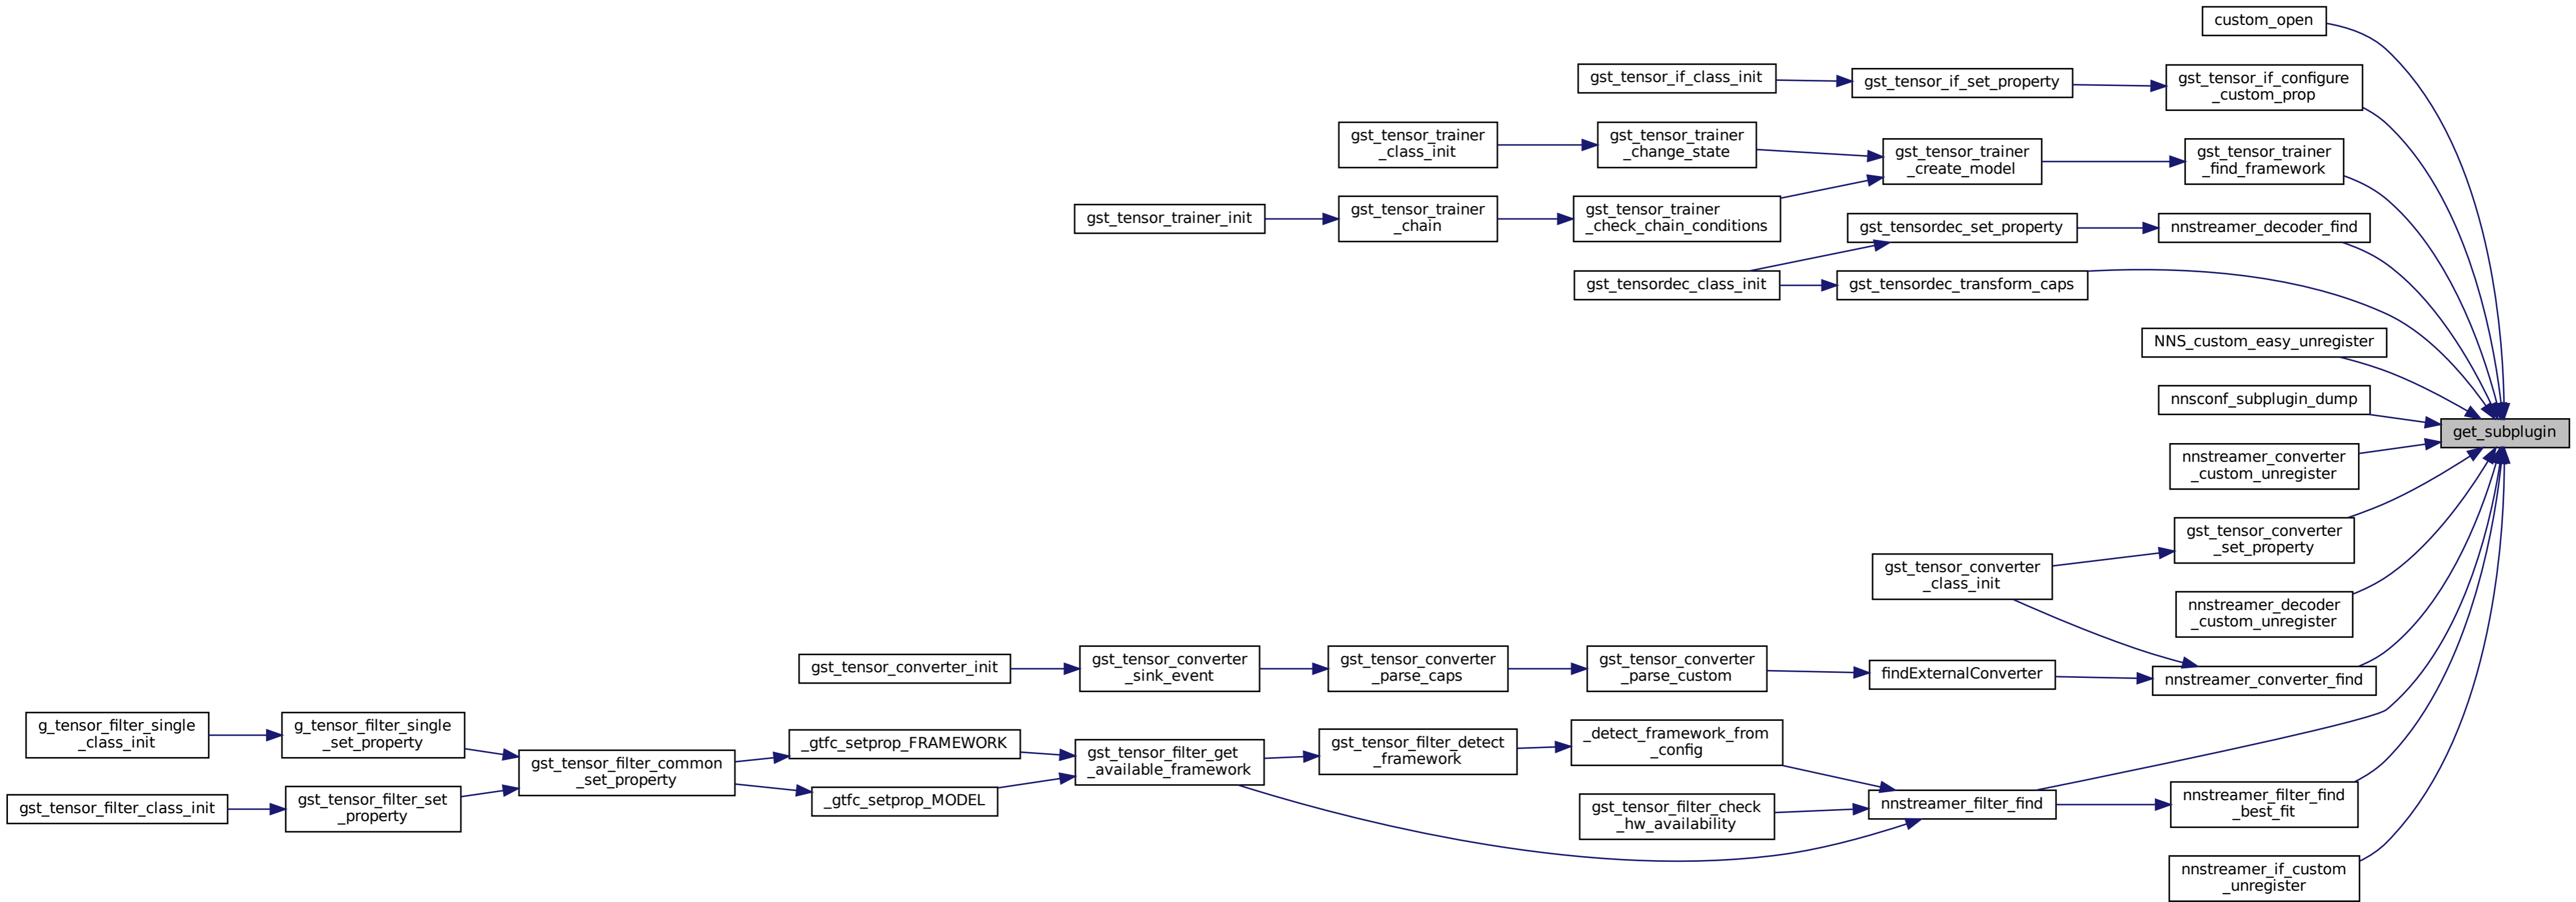 custom_open
gst_tensor_if_class_init
gst_tensor_if_set_property
gst_tensor_if_configure
_custom_prop
gst_tensor_trainer
_class_init
gst_tensor_trainer
_change_state
gst_tensor_trainer
_create_model
gst_tensor_trainer
_find_framework
gst_tensor_trainer_init
gst_tensor_trainer
_chain
gst_tensor_trainer
_check_chain_conditions
gst_tensordec_set_property
nnstreamer_decoder_find
gst_tensordec_class_init
gst_tensordec_transform_caps
NNS_custom_easy_unregister
nnsconf_subplugin_dump
get_subplugin
nnstreamer_converter
_custom_unregister
gst_tensor_converter
_set_property
gst_tensor_converter
_class_init
nnstreamer_decoder
_custom_unregister
gst_tensor_converter_init
gst_tensor_converter
_sink_event
gst_tensor_converter
_parse_caps
gst_tensor_converter
_parse_custom
findExternalConverter
nnstreamer_converter_find
g_tensor_filter_single
_class_init
g_tensor_filter_single
_set_property
gst_tensor_filter_common
_set_property
_gtfc_setprop_FRAMEWORK
gst_tensor_filter_get
_available_framework
gst_tensor_filter_detect
_framework
_detect_framework_from
_config
gst_tensor_filter_class_init
gst_tensor_filter_set
_property
_gtfc_setprop_MODEL
gst_tensor_filter_check
_hw_availability
nnstreamer_filter_find
nnstreamer_filter_find
_best_fit
nnstreamer_if_custom
_unregister